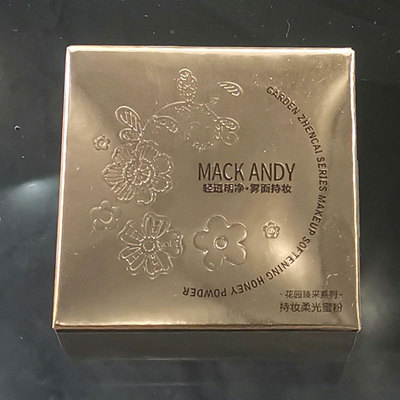 GARDEN ZHENCAI SERIES MAKEUP SOFTENING HONEY POWDER
MACK ANDY
轻透明净·雾面持妆
-花园臻采系列-
持妆柔光蜜粉